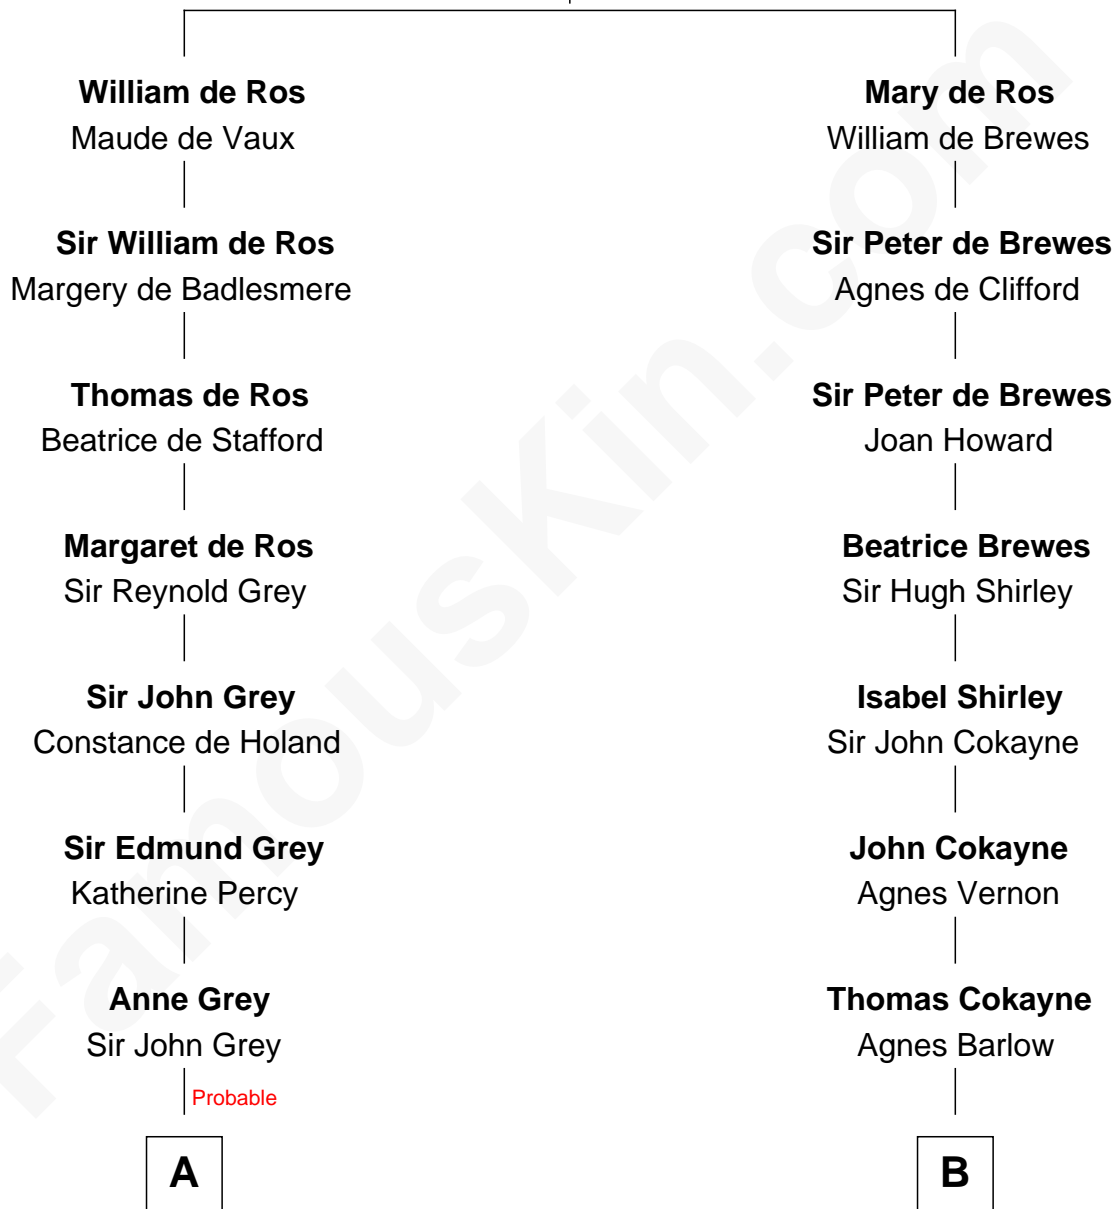 William de Ros
Maude de Vaux
Sir William de Ros
Margery de Badlesmere
Thomas de Ros
Beatrice de Stafford
Margaret de Ros
Sir Reynold Grey
Sir John Grey
Constance de Holand
Sir Edmund Grey
Katherine Percy
Anne Grey
Sir John Grey
Probable
A
Mary de Ros
William de Brewes
Sir Peter de Brewes
Agnes de Clifford
Sir Peter de Brewes
Joan Howard
Beatrice Brewes
Sir Hugh Shirley
Isabel Shirley
Sir John Cokayne
John Cokayne
Agnes Vernon
Thomas Cokayne
Agnes Barlow
B
FamousKin.com